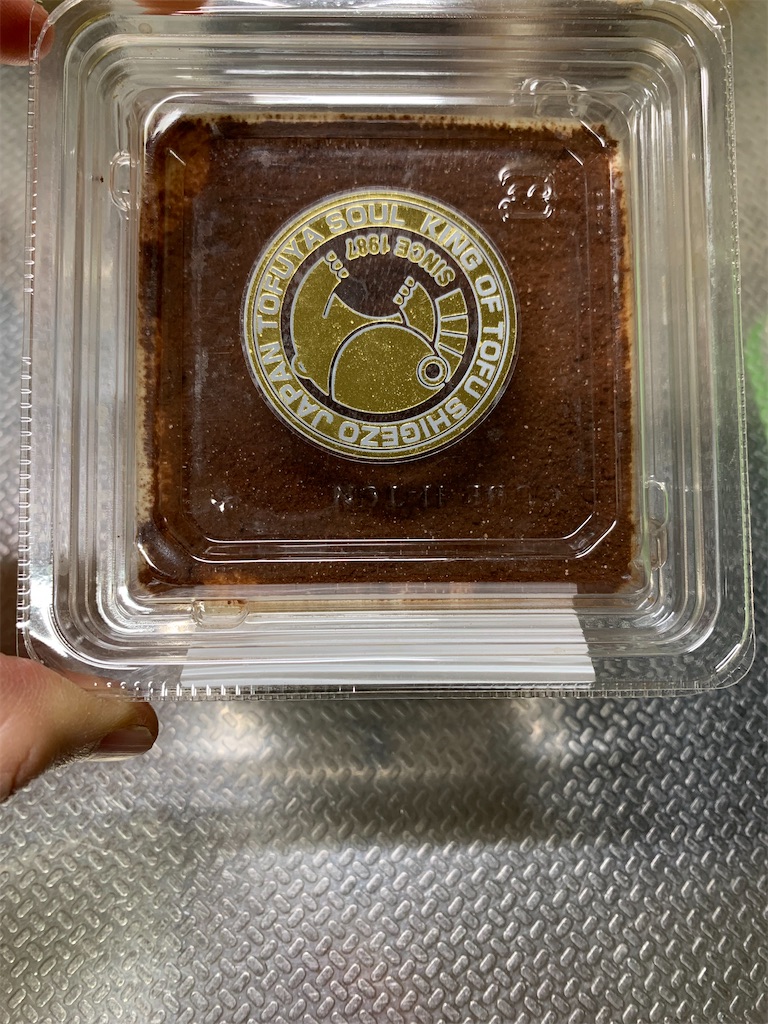 KING OF TOFU SHIGEZO JAPAN TOFUYA SOUL
SINCE 1987